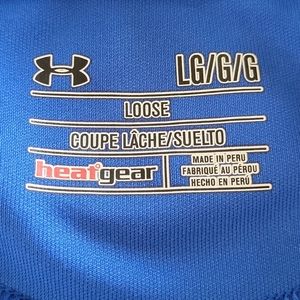 LG/G/G
LOOSE
COUPE LÂCHE/SUELTO
heatgear
MADE IN PERU
FABRIQUÉ AU PÉROU
HECHO EN PERÚ